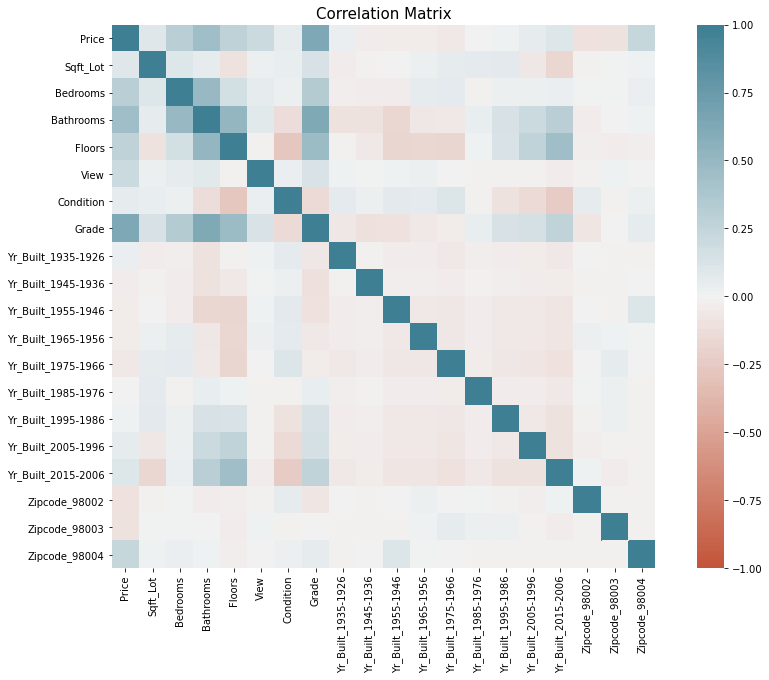 Correlation Matrix
Price
Sqft_Lot
Bedrooms
Bathrooms
Floors
View
Condition
Grade
Yr_Built_1935-1926
Yr_Built_1945-1936
Yr_Built_1955-1946
Yr_Built_1965-1956
Yr_Built_1975-1966
Yr_Built_1985-1976
Yr_Built_1995-1986
Yr_Built_2005-1996
Yr_Built_2015-2006
Zipcode_98002
Zipcode_98003
Zipcode_98004
Price
Sqft_Lot
Bedrooms
Bathrooms
Floors
View
Condition
Grade
Yr_Built_1935-1926
Yr_Built_1945-1936
Yr_Built_1955-1946
Yr_Built_1965-1956
Yr_Built_1975-1966
Yr_Built_1985-1976
Yr_Built_1995-1986
Yr_Built_2005-1996
Yr_Built_2015-2006
Zipcode_98002
Zipcode_98003
Zipcode_98004
1.00
0.75
0.50
0.25
0.00
−0.25
−0.50
−0.75
−1.00